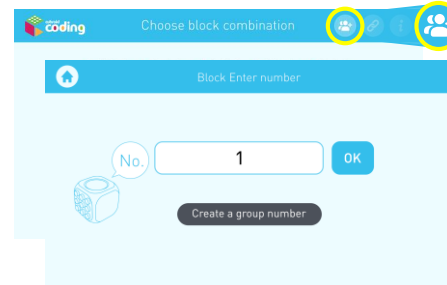 coding Choose block combination
Block Enter number
No. 1 OK
Create a group number